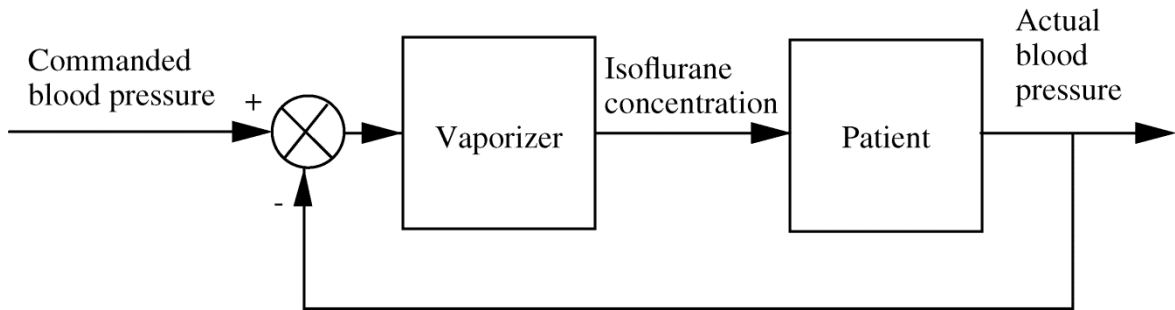 Commanded
blood pressure
+
-
Vaporizer
Isoflurane
concentration
Patient
Actual
blood
pressure